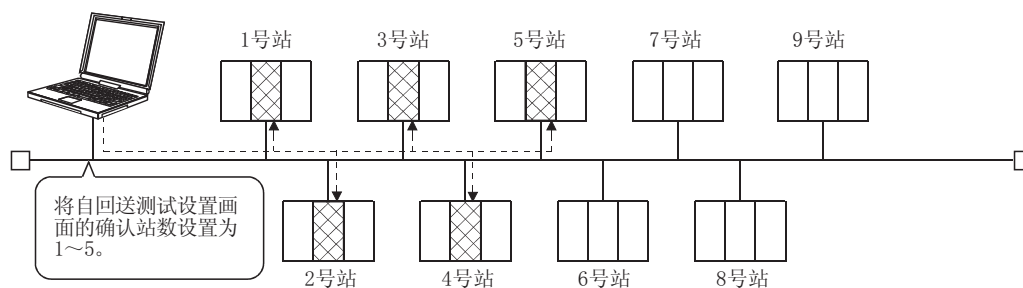 1号站
3号站
5号站
7号站
9号站
将自回送测试设置画
面的确认站数设置为
1～5。
2号站
4号站
6号站
8号站